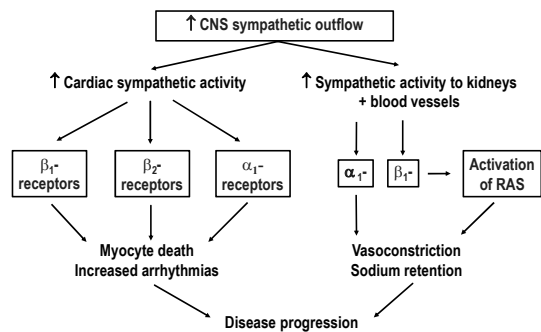 ↑ CNS sympathetic outflow
↑ Cardiac sympathetic activity
↑ Sympathetic activity to kidneys
+ blood vessels
β₁-
receptors
β₂-
receptors
α₁-
receptors
α₁-
β₁-
Activation
of RAS
Myocyte death
Increased arrhythmias
Vasoconstriction
Sodium retention
Disease progression